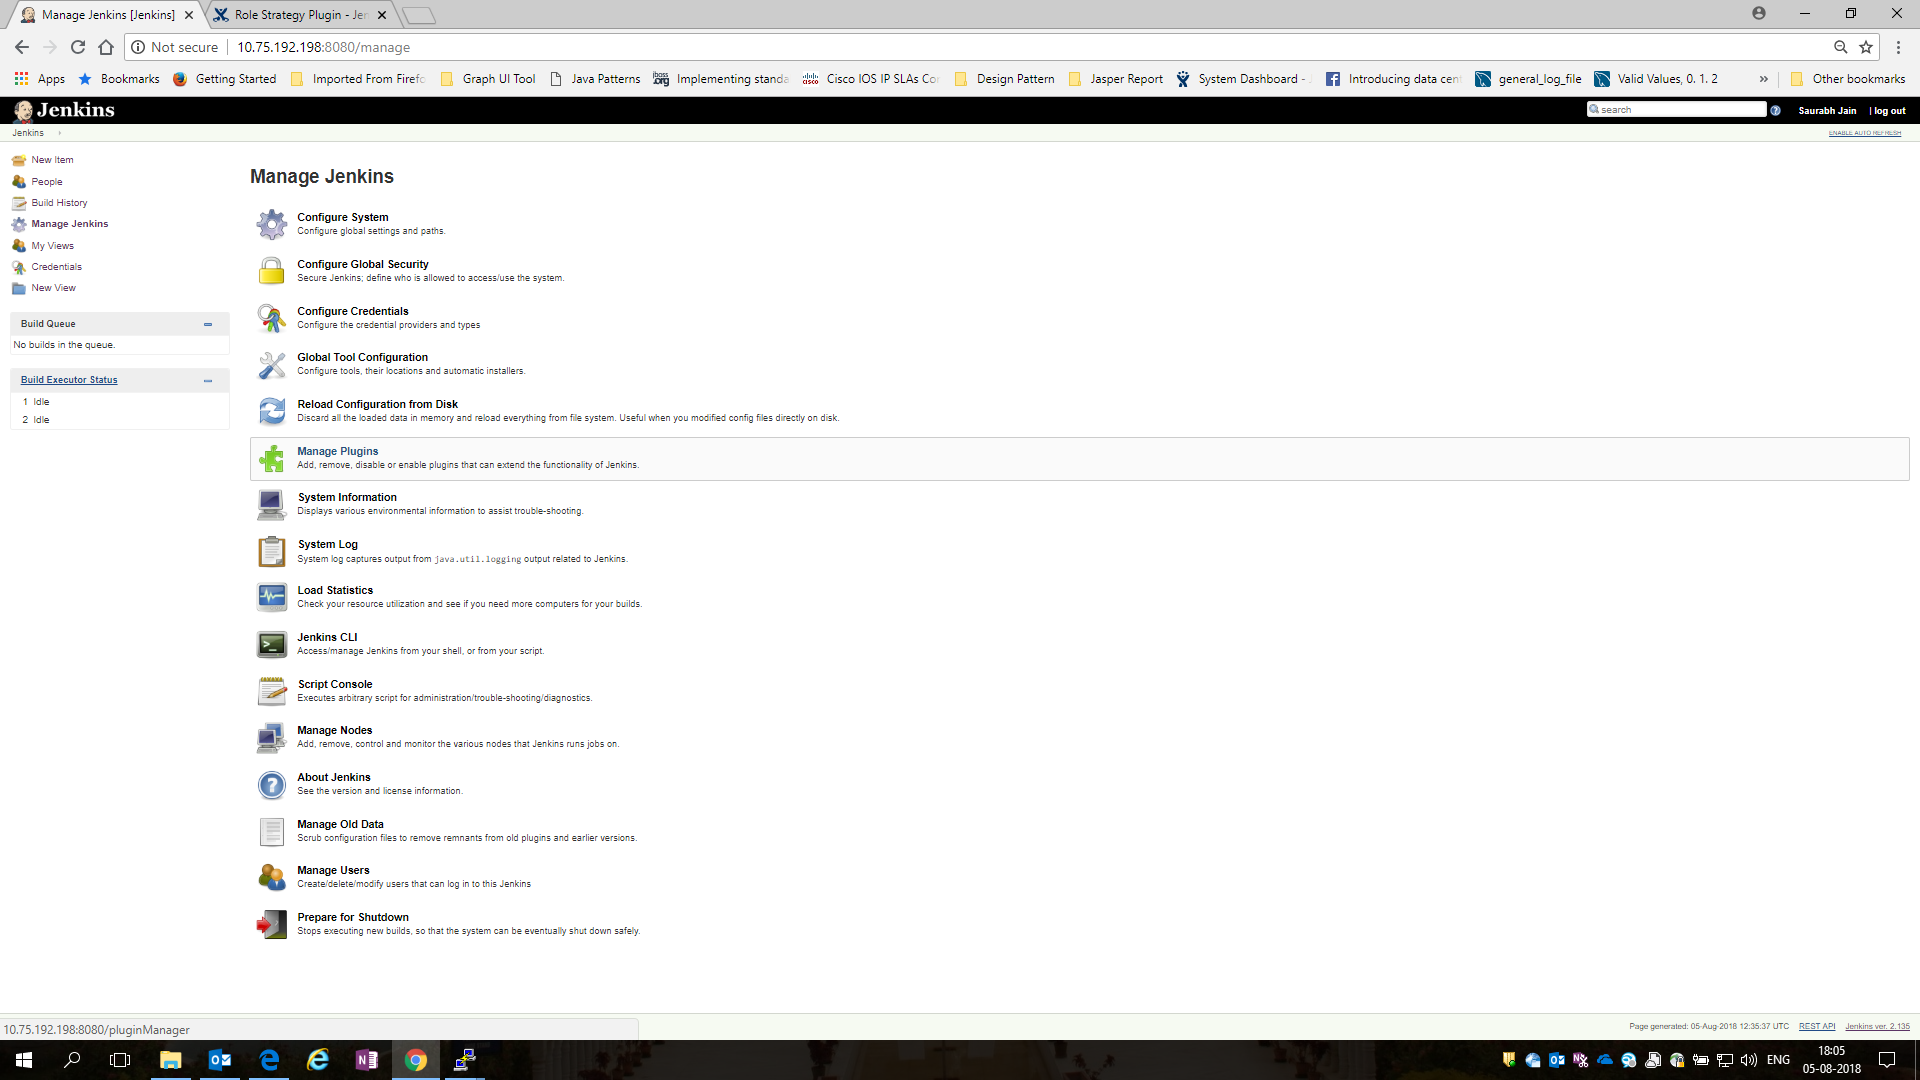 Manage Jenkins [Jenkins]
Role Strategy Plugin - Jen
Not secure
10.75.192.198:8080/manage
Apps
Bookmarks
Getting Started
Imported From Firefo
Graph UI Tool
Java Patterns
Implementing standa
Cisco IOS IP SLAs Co
Design Pattern
Jasper Report
System Dashboard -
Introducing data cen
general_log_file
Valid Values, 0. 1. 2
»
Other bookmarks
Jenkins
search
Saurabh Jain
| log out
Jenkins
ENABLE AUTO REFRESH
New Item
People
Build History
Manage Jenkins
My Views
Credentials
New View
Build Queue
No builds in the queue.
Build Executor Status
1 Idle
2 Idle
Manage Jenkins
Configure System
Configure global settings and paths.
Configure Global Security
Secure Jenkins; define who is allowed to access/use the system.
Configure Credentials
Configure the credential providers and types
Global Tool Configuration
Configure tools, their locations and automatic installers.
Reload Configuration from Disk
Discard all the loaded data in memory and reload everything from file system. Useful when you modified config files directly on disk.
Manage Plugins
Add, remove, disable or enable plugins that can extend the functionality of Jenkins.
System Information
Displays various environmental information to assist trouble-shooting.
System Log
System log captures output from java.util.logging output related to Jenkins.
Load Statistics
Check your resource utilization and see if you need more computers for your builds.
Jenkins CLI
Access/manage Jenkins from your shell, or from your script.
Script Console
Executes arbitrary script for administration/trouble-shooting/diagnostics.
Manage Nodes
Add, remove, control and monitor the various nodes that Jenkins runs jobs on.
About Jenkins
See the version and license information.
Manage Old Data
Scrub configuration files to remove remnants from old plugins and earlier versions.
Manage Users
Create/delete/modify users that can log in to this Jenkins
Prepare for Shutdown
Stops executing new builds, so that the system can be eventually shut down safely.
10.75.192.198:8080/pluginManager
Page generated: 05-Aug-2018 12:35:37 UTC
REST API
Jenkins ver. 2.135
ENG
18:05
05-08-2018